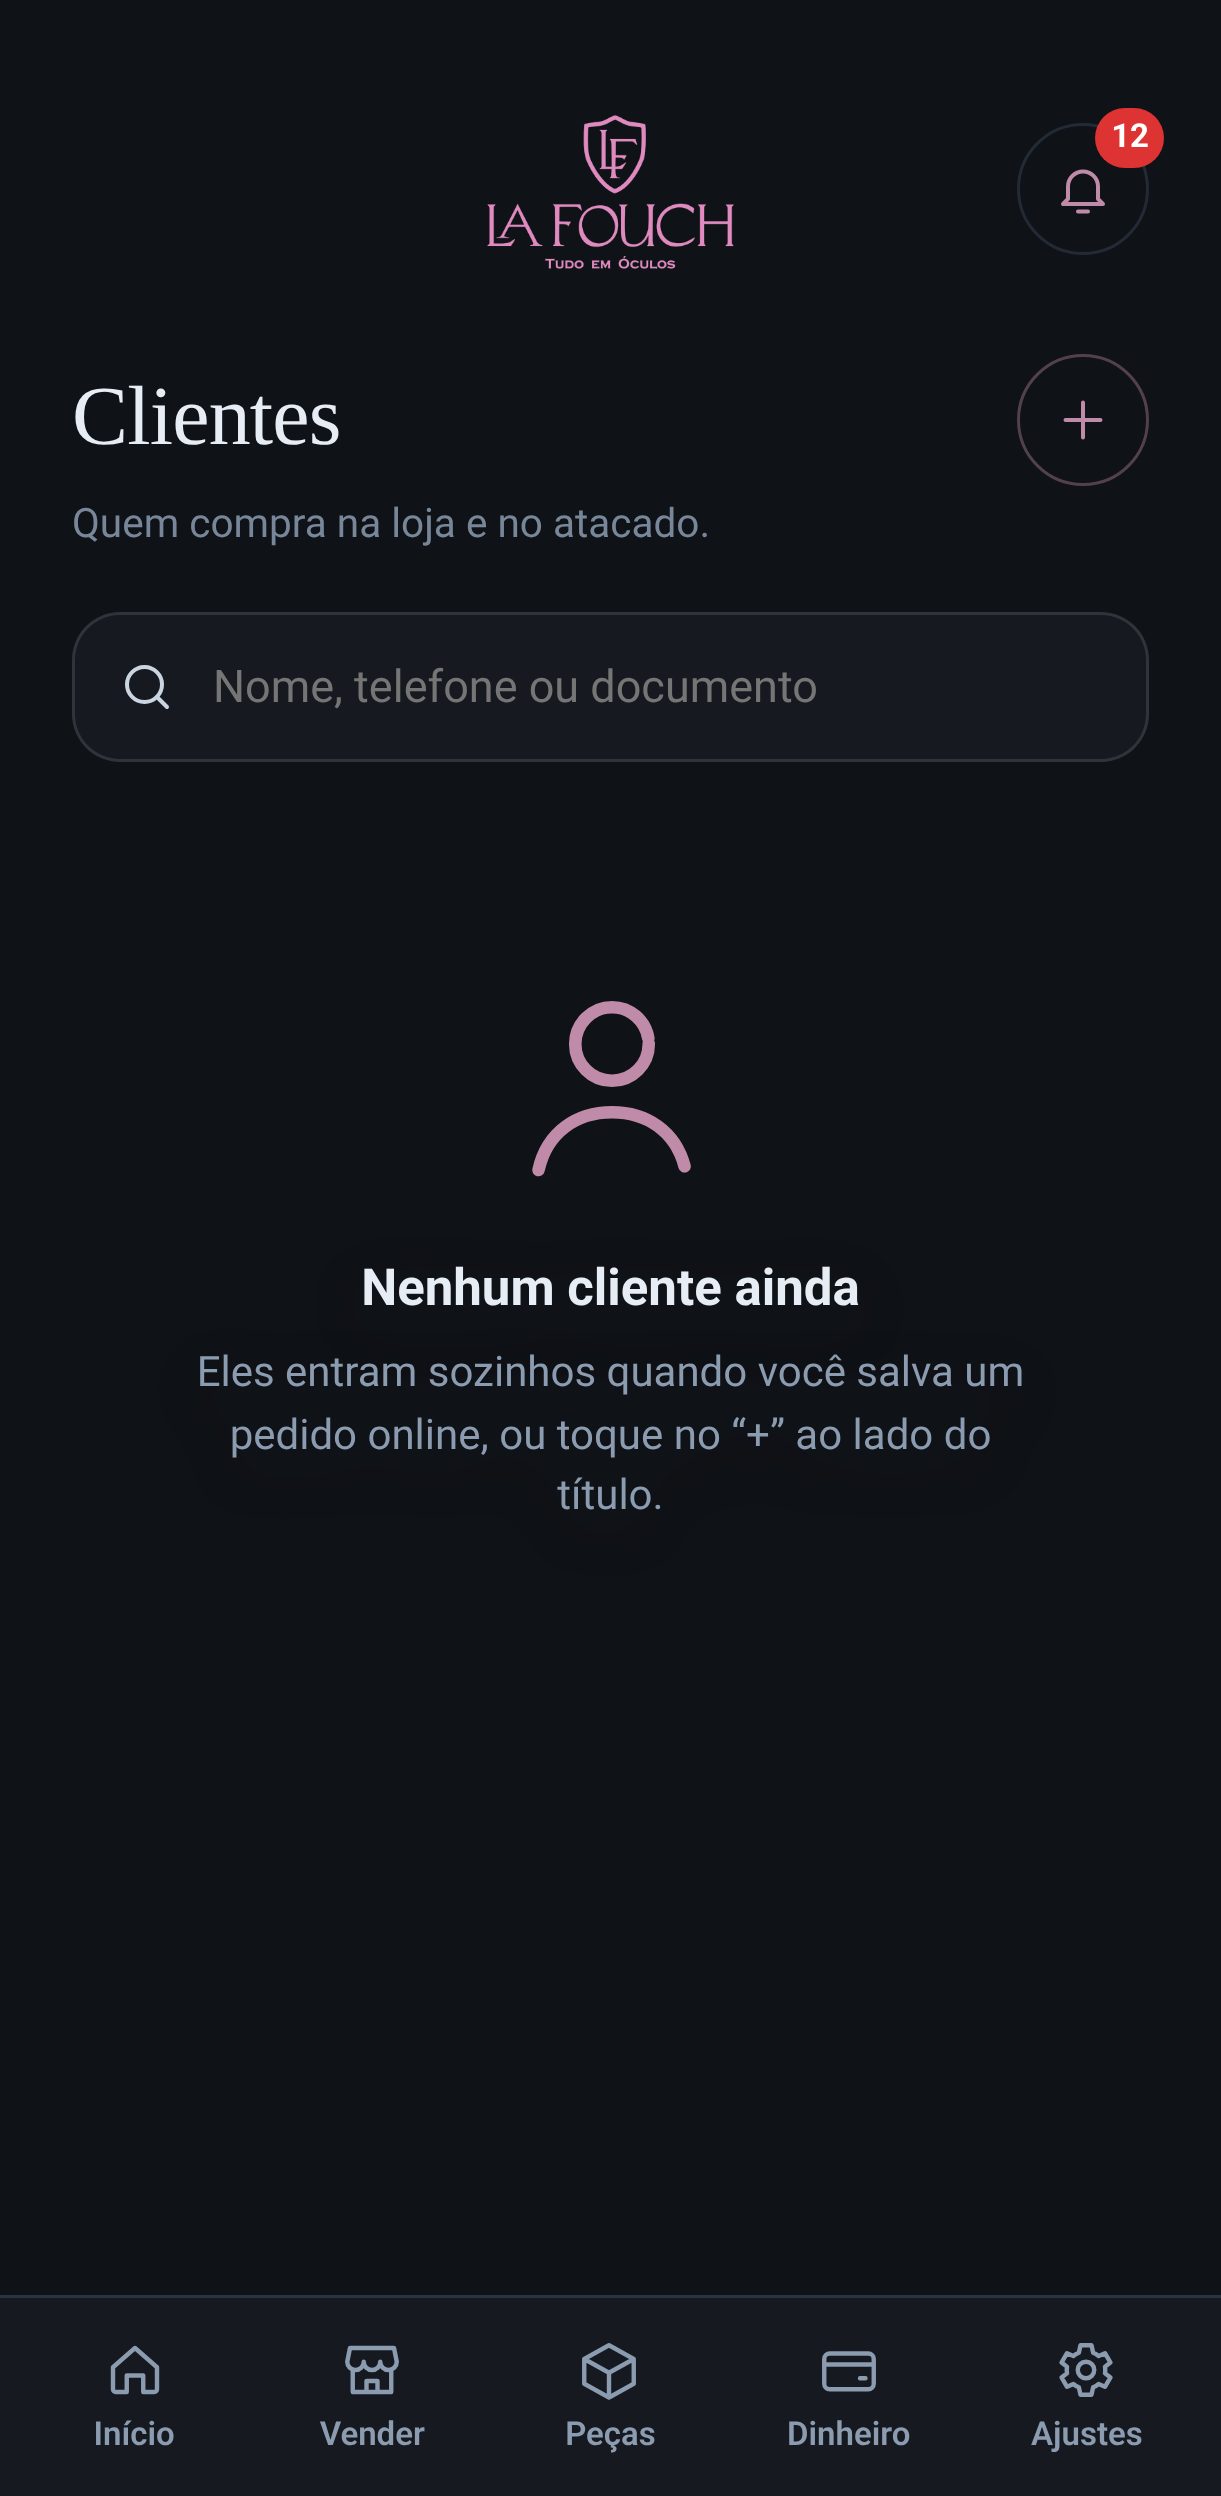 12
LF
LA FOUCH
TUDO EM ÓCULOS
Clientes
Quem compra na loja e no atacado.
Nome, telefone ou documento
Nenhum cliente ainda
Eles entram sozinhos quando você salva um
pedido online, ou toque no “+” ao lado do
título.
Início Vender Peças Dinheiro Ajustes